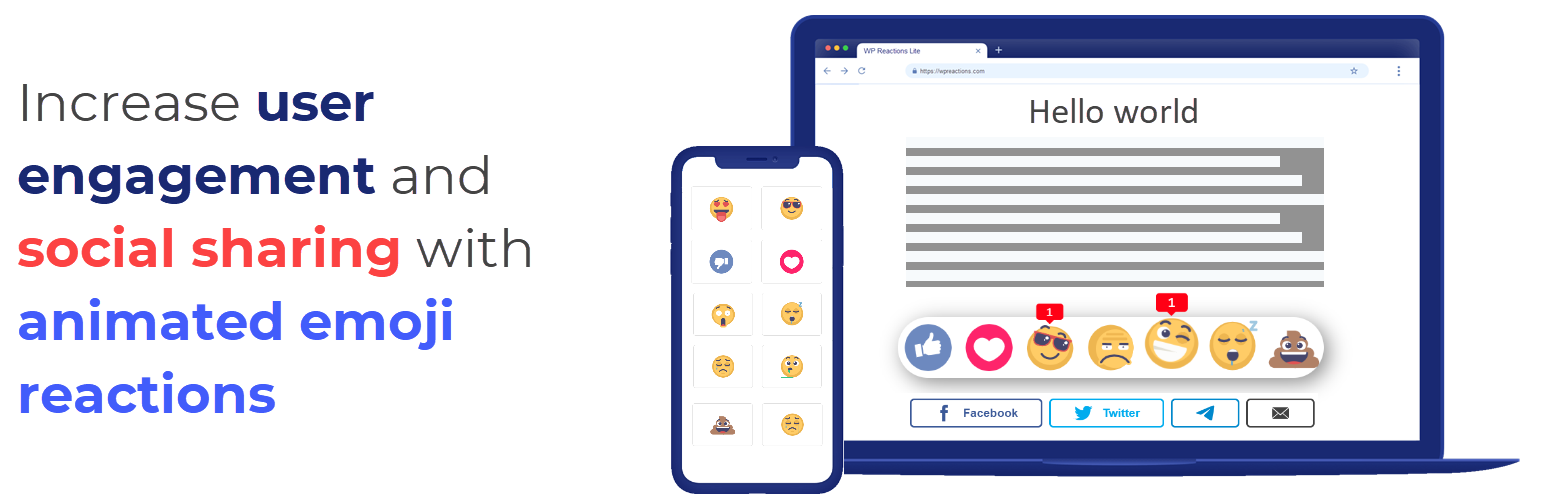 Increase user
engagement and
social sharing with
animated emoji
reactions
WP Reactions Lite
https://wpreactions.com
Hello world
1
1
z
Facebook
Twitter